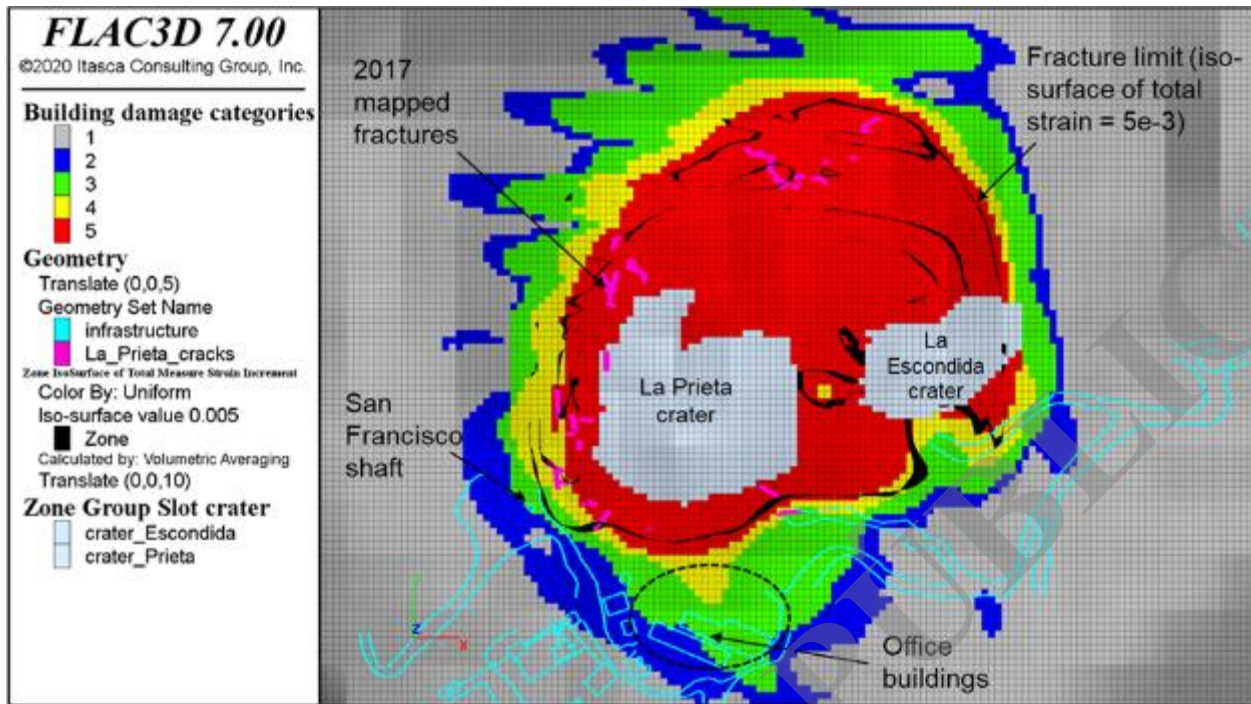 FLAC3D 7.00
©2020 Itasca Consulting Group, Inc.
Building damage categories
1
2
3
4
5
Geometry
Translate (0,0,5)
Geometry Set Name
infrastructure
La_Prieta_cracks
Zone IsoSurface of Total Measure Strain Increment
Color By: Uniform
Iso-surface value 0.005
Zone
Calculated by: Volumetric Averaging
Translate (0,0,10)
Zone Group Slot crater
crater_Escondida
crater_Prieta
2017
mapped
fractures
Fracture limit (iso-
surface of total
strain = 5e-3)
La Prieta
crater
La
Escondida
crater
San
Francisco
shaft
Office
buildings
Z
X